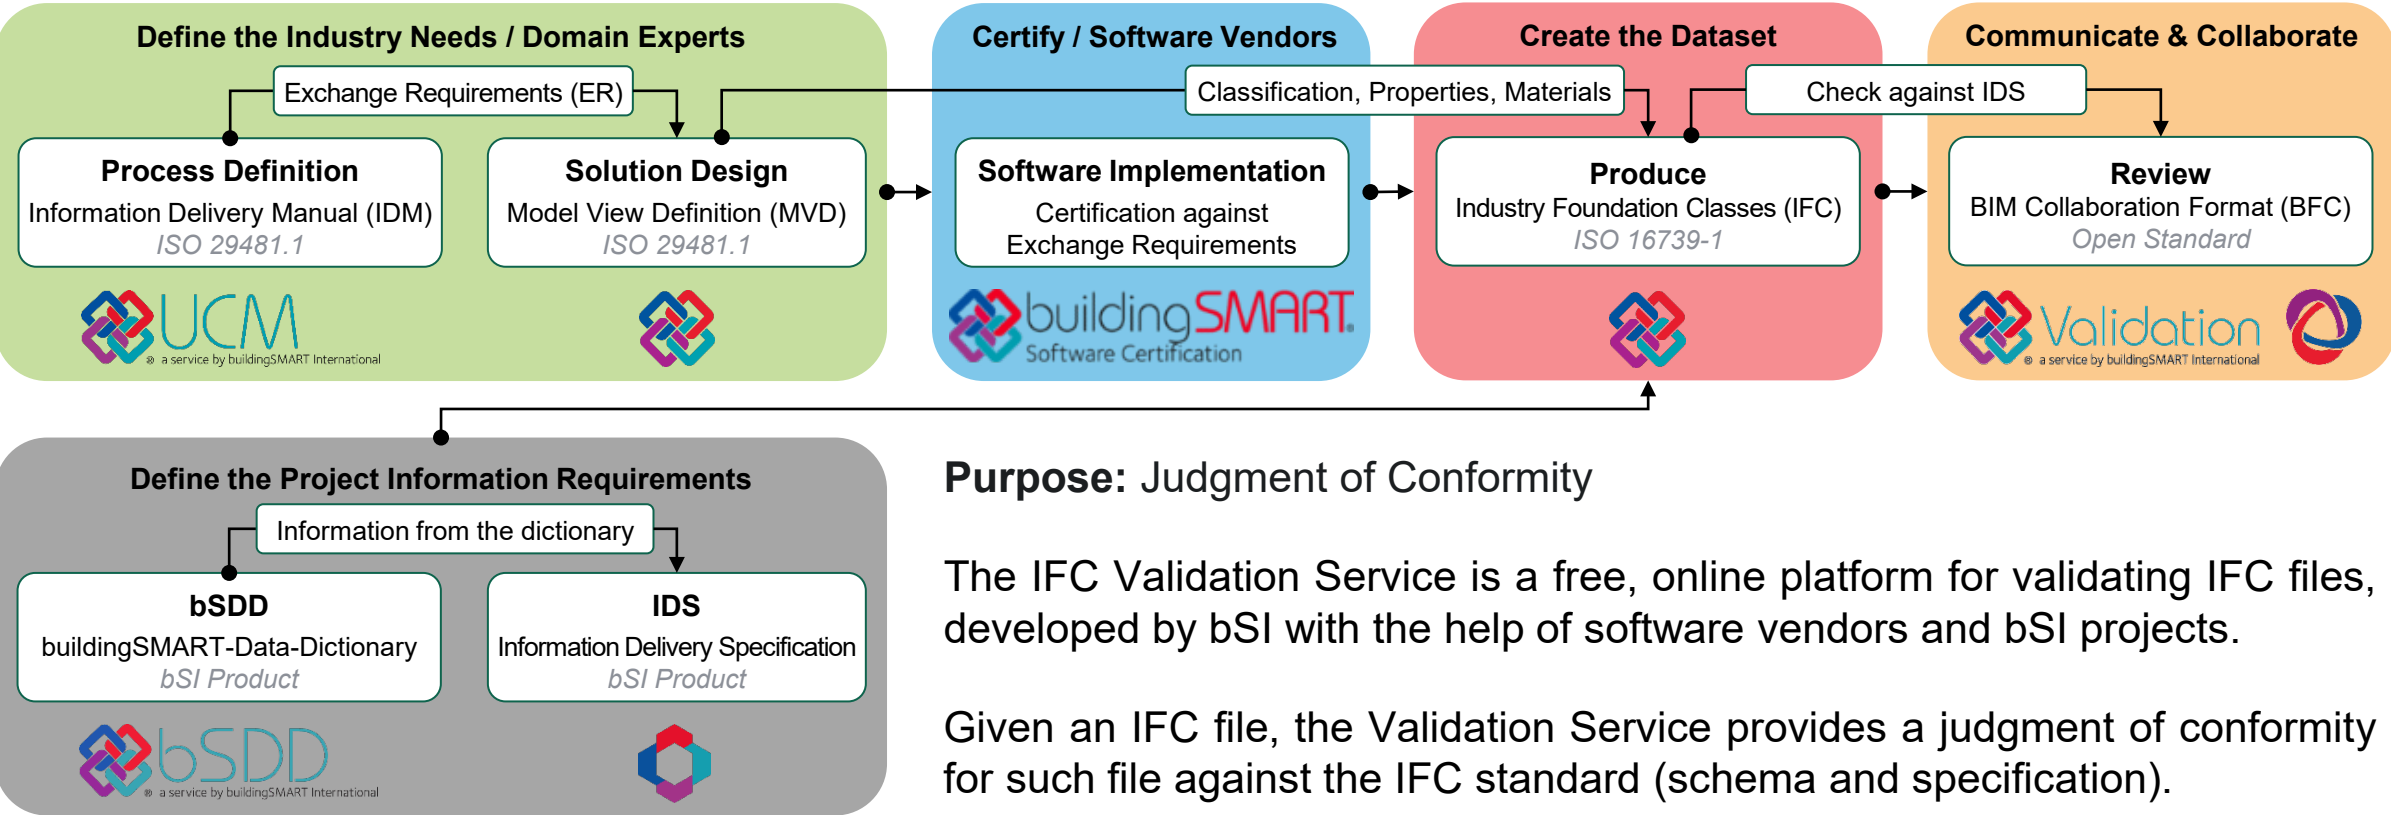 Define the Industry Needs / Domain Experts
Exchange Requirements (ER)
Process Definition
Information Delivery Manual (IDM)
ISO 29481.1
Solution Design
Model View Definition (MVD)
ISO 29481.1
UCM
® a service by buildingSMART International
Certify / Software Vendors
Classification, Properties, Materials
Software Implementation
Certification against
Exchange Requirements
buildingSMART®
Software Certification
Create the Dataset
Produce
Industry Foundation Classes (IFC)
ISO 16739-1
Communicate & Collaborate
Check against IDS
Review
BIM Collaboration Format (BFC)
Open Standard
Validation
® a service by buildingSMART International
Define the Project Information Requirements
Information from the dictionary
bSDD
buildingSMART-Data-Dictionary
bSI Product
IDS
Information Delivery Specification
bSI Product
bSDD
® a service by buildingSMART International
Purpose: Judgment of Conformity
The IFC Validation Service is a free, online platform for validating IFC files,
developed by bSI with the help of software vendors and bSI projects.
Given an IFC file, the Validation Service provides a judgment of conformity
for such file against the IFC standard (schema and specification).